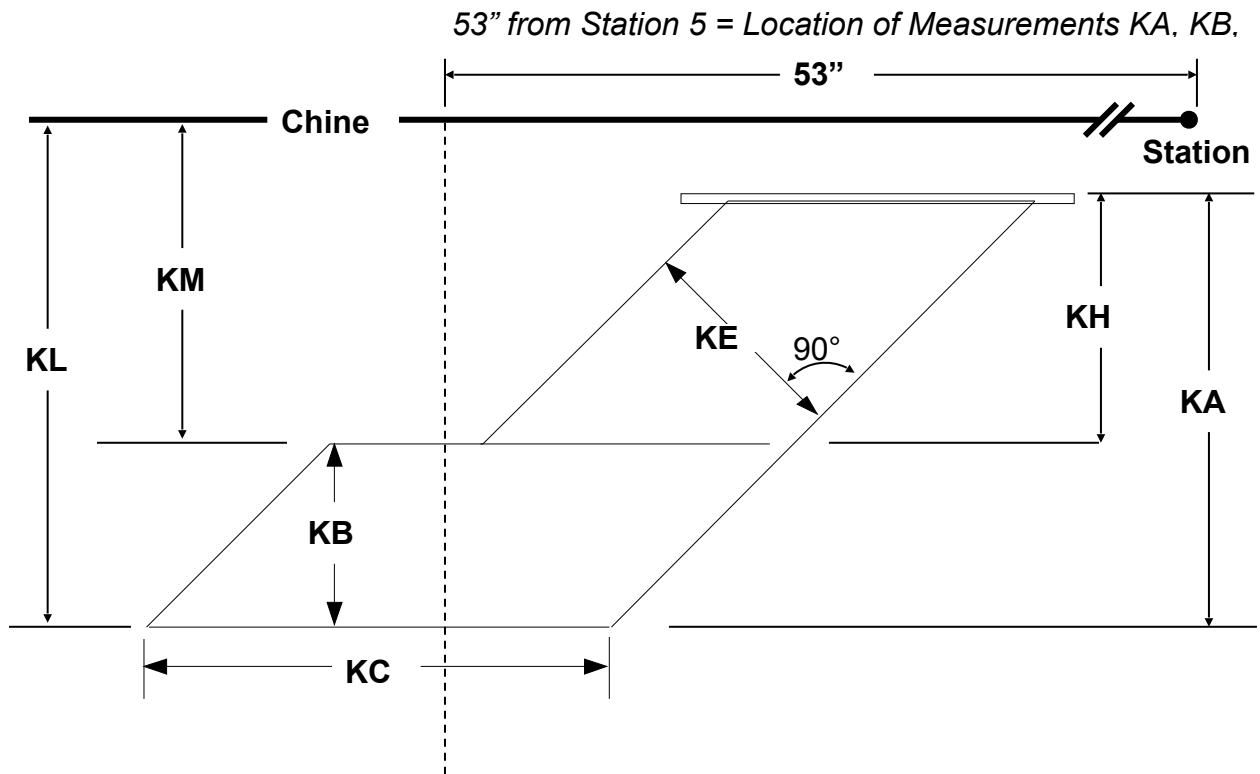 53” from Station 5 = Location of Measurements KA, KB,
53”
Chine
Station
KM
KL
KE
90°
KH
KA
KB
KC